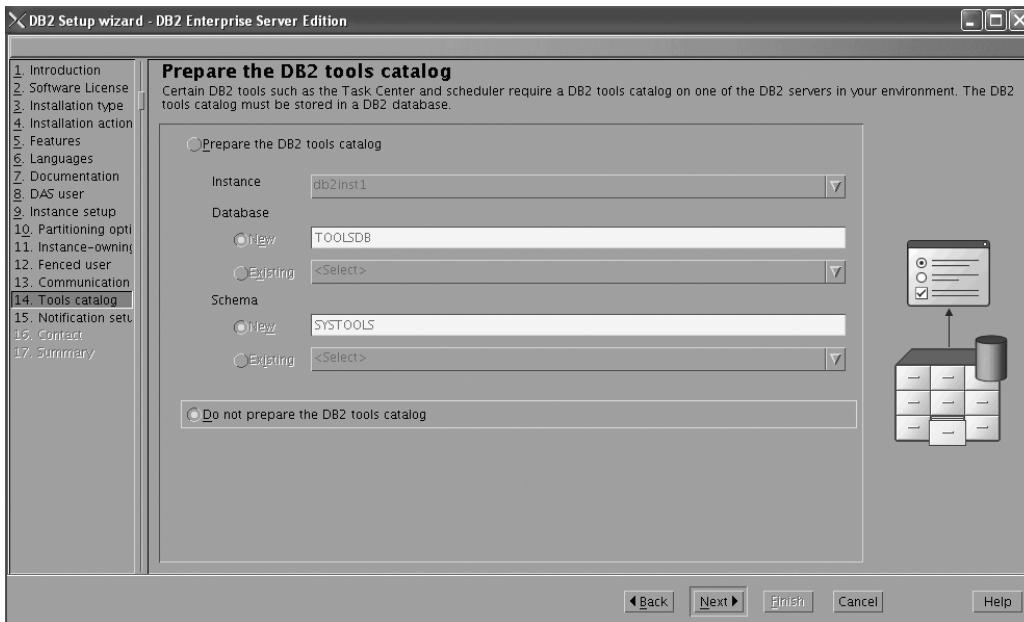 DB2 Setup wizard - DB2 Enterprise Server Edition
1. Introduction
2. Software License
3. Installation type
4. Installation action
5. Features
6. Languages
7. Documentation
8. DAS user
9. Instance setup
10. Partitioning opti
11. Instance-owning
12. Fenced user
13. Communication
14. Tools catalog
15. Notification setu
16. Contact
17. Summary
Prepare the DB2 tools catalog
Certain DB2 tools such as the Task Center and scheduler require a DB2 tools catalog on one of the DB2 servers in your environment. The DB2
tools catalog must be stored in a DB2 database.
Prepare the DB2 tools catalog
Instance db2inst1
Database
New TOOLSDB
Existing <Select>
Schema
New SYSTOOLS
Existing <Select>
Do not prepare the DB2 tools catalog
Back Next Finish Cancel Help